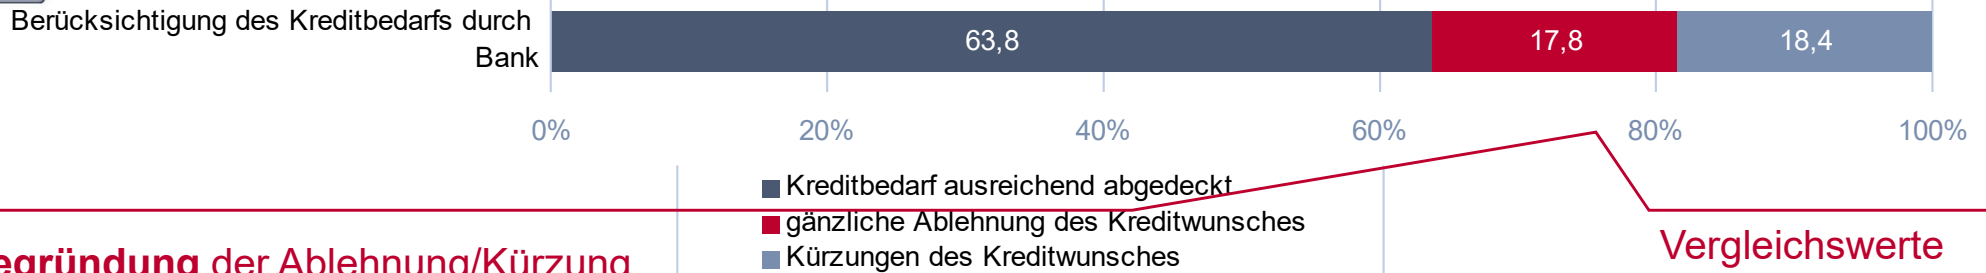 Berücksichtigung des Kreditbedarfs durch
Bank
63,8 17,8 18,4
0% 20% 40% 60% 80% 100%
Kreditbedarf ausreichend abgedeckt
gänzliche Ablehnung des Kreditwunsches
Kürzungen des Kreditwunsches
egründung der Ablehnung/Kürzung
Vergleichswerte